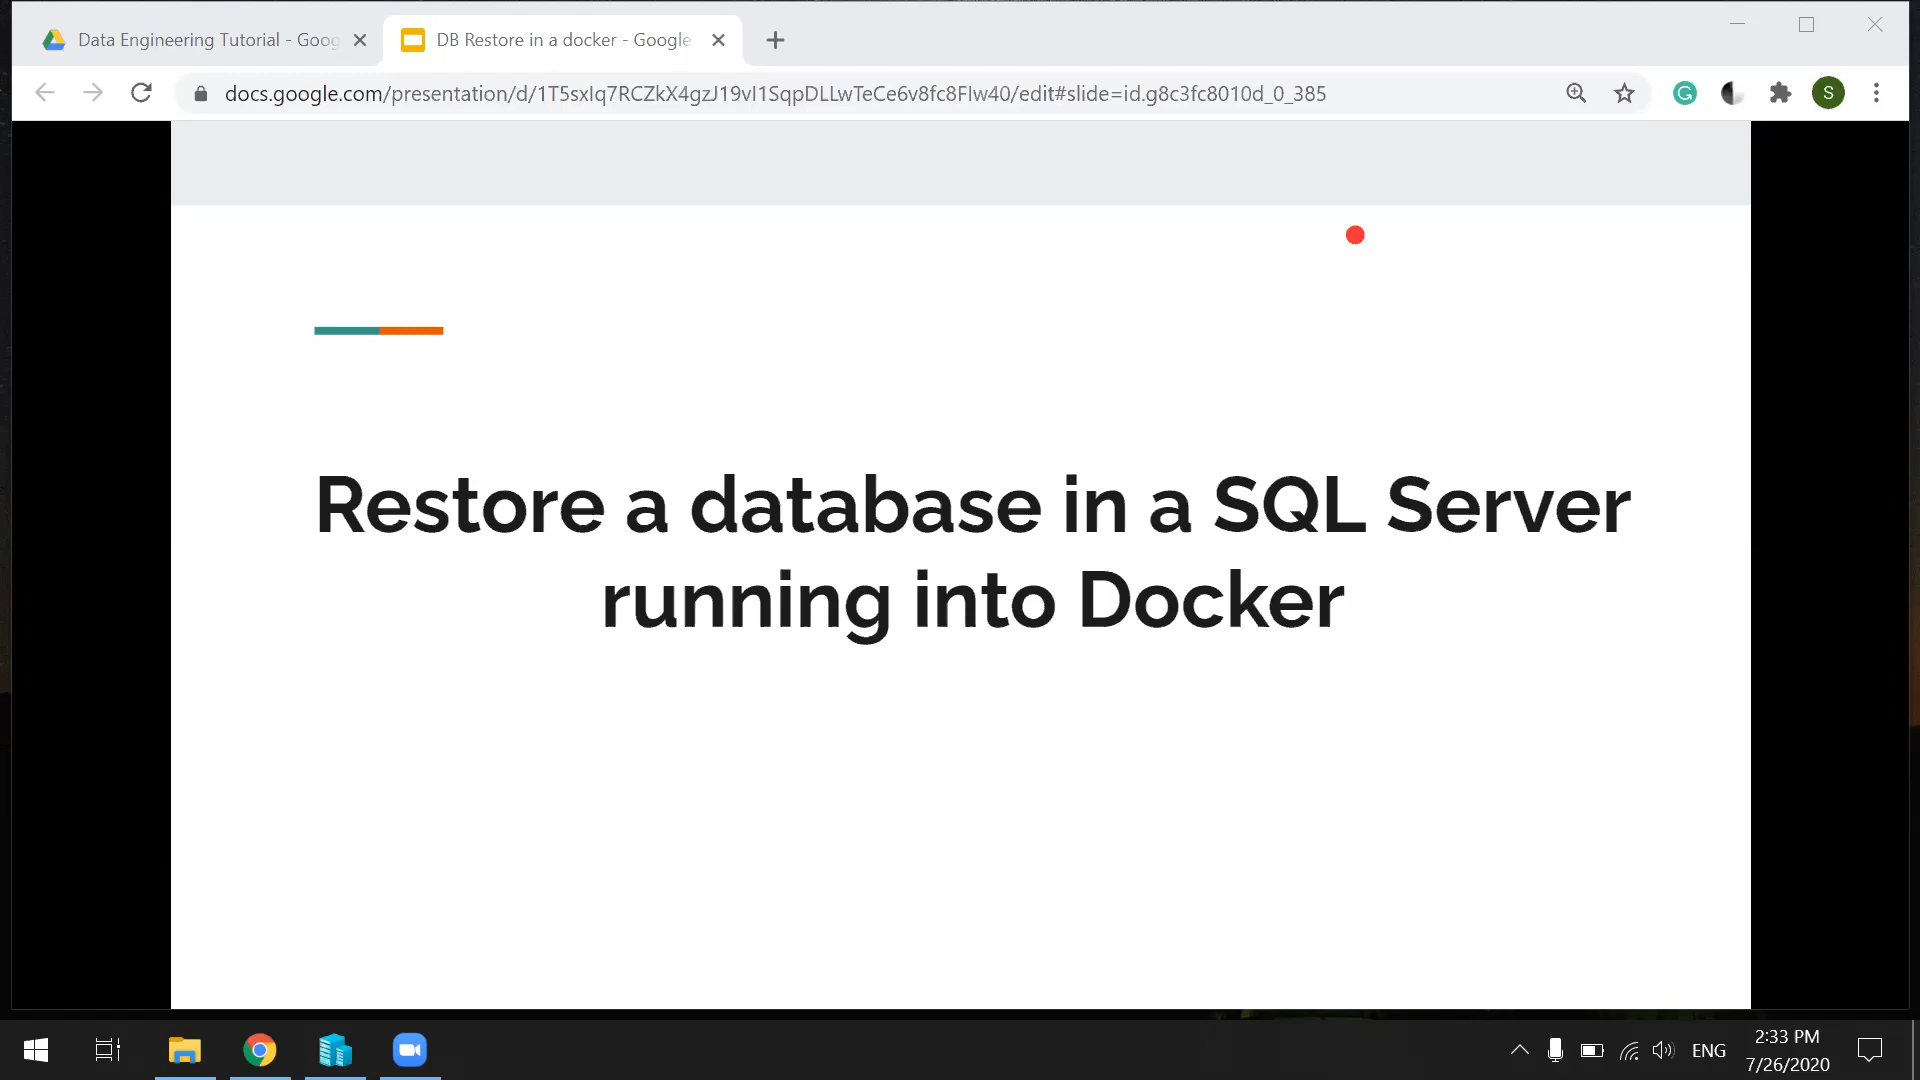 Data Engineering Tutorial - Goog
DB Restore in a docker - Google
docs.google.com/presentation/d/1T5sxIq7RCZkX4gzJ19vI1SqpDLLwTeCe6v8fc8FIw40/edit#slide=id.g8c3fc8010d_0_385
S
Restore a database in a SQL Server
running into Docker
ENG
2:33 PM
7/26/2020